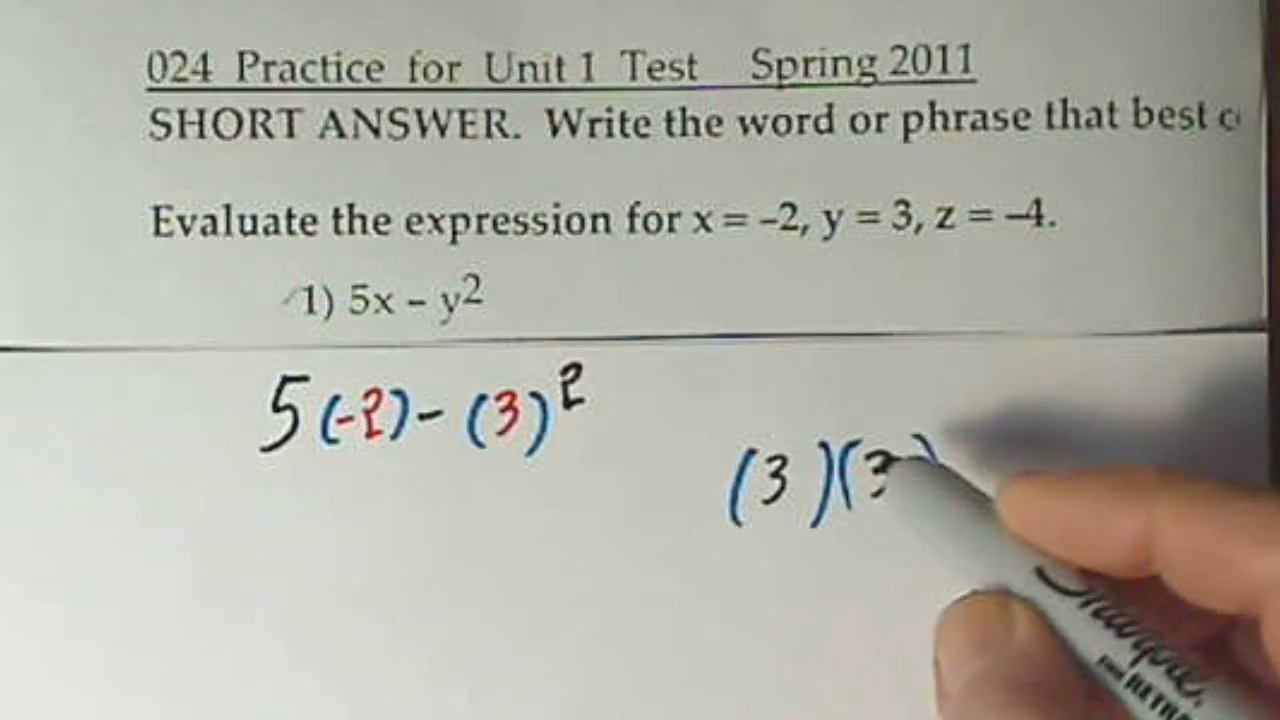 024 Practice for Unit 1 Test Spring 2011
SHORT ANSWER. Write the word or phrase that best
Evaluate the expression for x = -2, y = 3, z = -4.
1) 5x - y²
5(-2) - (3)²
(3)(3)
Sharpie